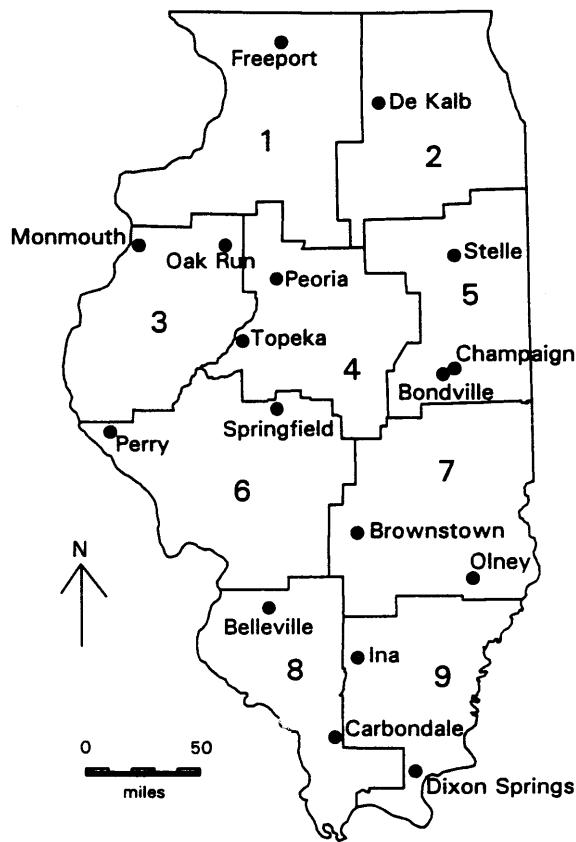 Freeport
De Kalb
1
2
Monmouth
Oak Run
Stelle
Peoria
5
3
Topeka
Champaign
4
Bondville
Springfield
Perry
7
6
Brownstown
N
Olney
Belleville
Ina
8
9
Carbondale
0 50
Dixon Springs
miles